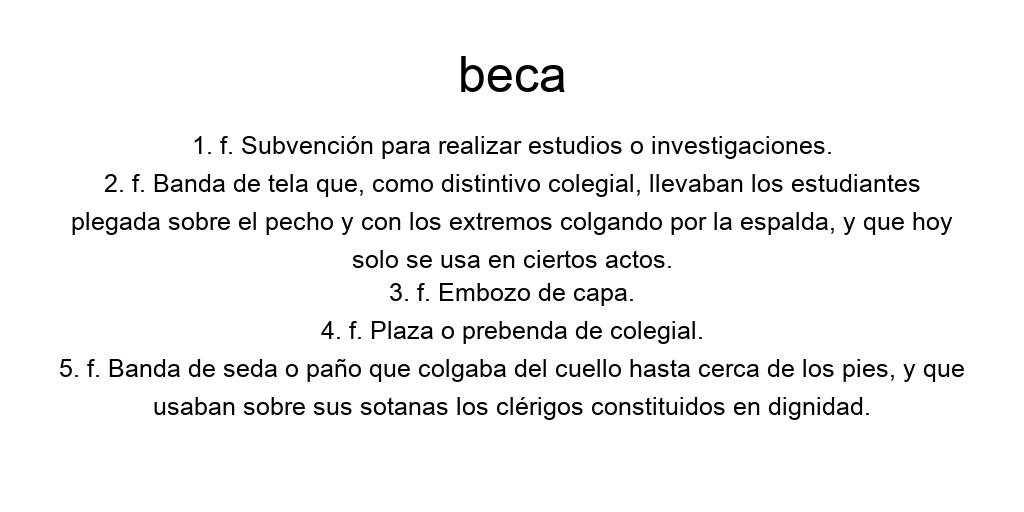 beca
1. f. Subvención para realizar estudios o investigaciones.
2. f. Banda de tela que, como distintivo colegial, llevaban los estudiantes
plegada sobre el pecho y con los extremos colgando por la espalda, y que hoy
solo se usa en ciertos actos.
3. f. Embozo de capa.
4. f. Plaza o prebenda de colegial.
5. f. Banda de seda o paño que colgaba del cuello hasta cerca de los pies, y que
usaban sobre sus sotanas los clérigos constituidos en dignidad.